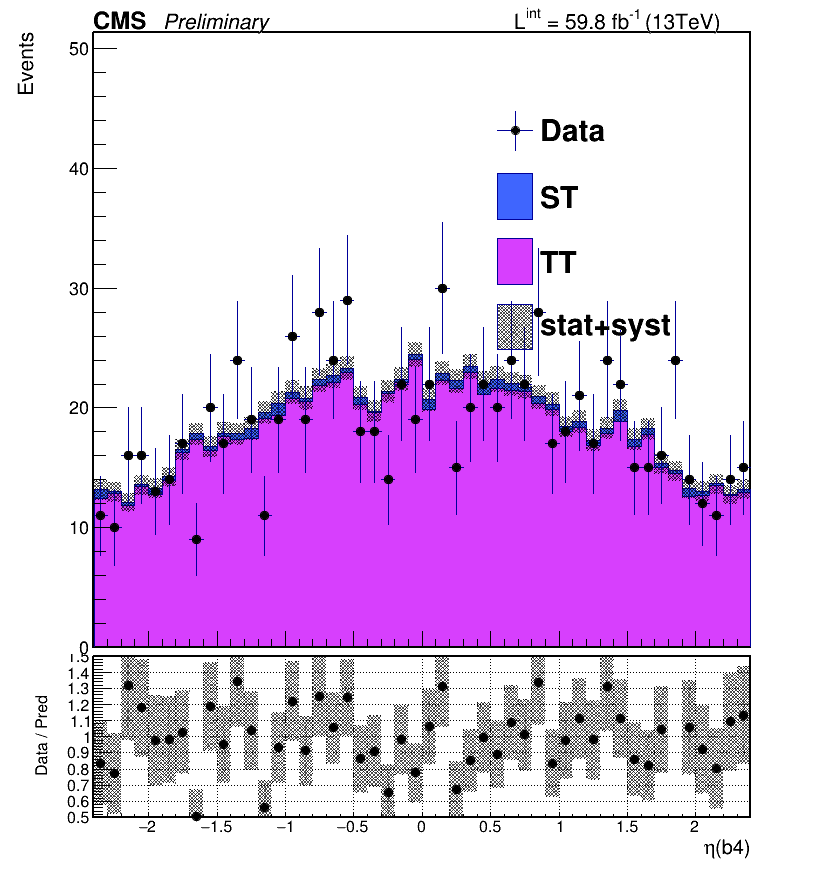 CMS Preliminary L^int = 59.8 fb^-1 (13TeV)
Events
50
40
30
20
10
0
Data
ST
TT
stat+syst
Data / Pred
1.5
1.4
1.3
1.2
1.1
1
0.9
0.8
0.7
0.6
0.5
−2 −1.5 −1 −0.5 0 0.5 1 1.5 2
η(b4)